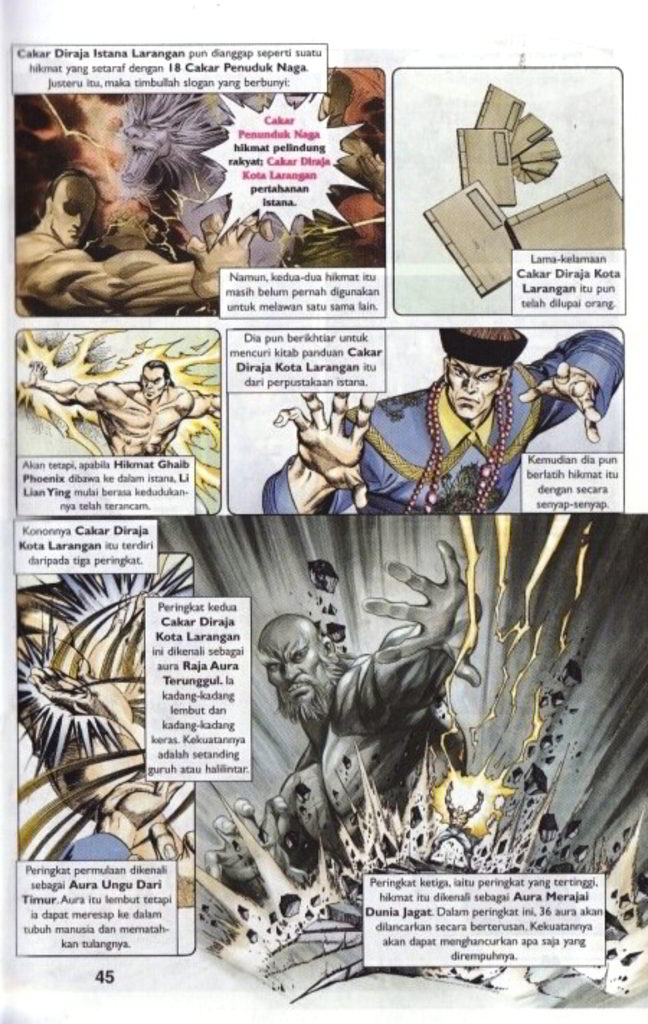 Cakar Diraja Istana Larangan pun dianggap seperti suatu
hikmat yang setaraf dengan 18 Cakar Penuduk Naga.
Justeru itu, maka timbullah slogan yang berbunyi:
Cakar
Penunduk Naga
hikmat pelindung
rakyat; Cakar Diraja
Kota Larangan
pertahanan
Istana.
Namun, kedua-dua hikmat itu
masih belum pernah digunakan
untuk melawan satu sama lain.
Lama-kelamaan
Cakar Diraja Kota
Larangan itu pun
telah dilupai orang.
Akan tetapi, apabila Hikmat Ghaib
Phoenix dibawa ke dalam istana, Li
Lian Ying mulai berasa kedudukan-
nya telah terancam.
Dia pun berikhtiar untuk
mencuri kitab panduan Cakar
Diraja Kota Larangan itu
dari perpustakaan istana.
Kemudian dia pun
berlatih hikmat itu
dengan secara
senyap-senyap.
Kononnya Cakar Diraja
Kota Larangan itu terdiri
daripada tiga peringkat.
Peringkat kedua
Cakar Diraja
Kota Larangan
ini dikenali sebagai
aura Raja Aura
Terunggul. Ia
kadang-kadang
lembut dan
kadang-kadang
keras. Kekuatannya
adalah setanding
guruh atau halilintar.
Peringkat permulaan dikenali
sebagai Aura Ungu Dari
Timur. Aura itu lembut tetapi
ia dapat meresap ke dalam
tubuh manusia dan mematah-
kan tulangnya.
Peringkat ketiga, iaitu peringkat yang tertinggi,
hikmat itu dikenali sebagai Aura Merajai
Dunia Jagat. Dalam peringkat ini, 36 aura akan
dilancarkan secara berterusan. Kekuatannya
akan dapat menghancurkan apa saja yang
dirempuhnya.
45